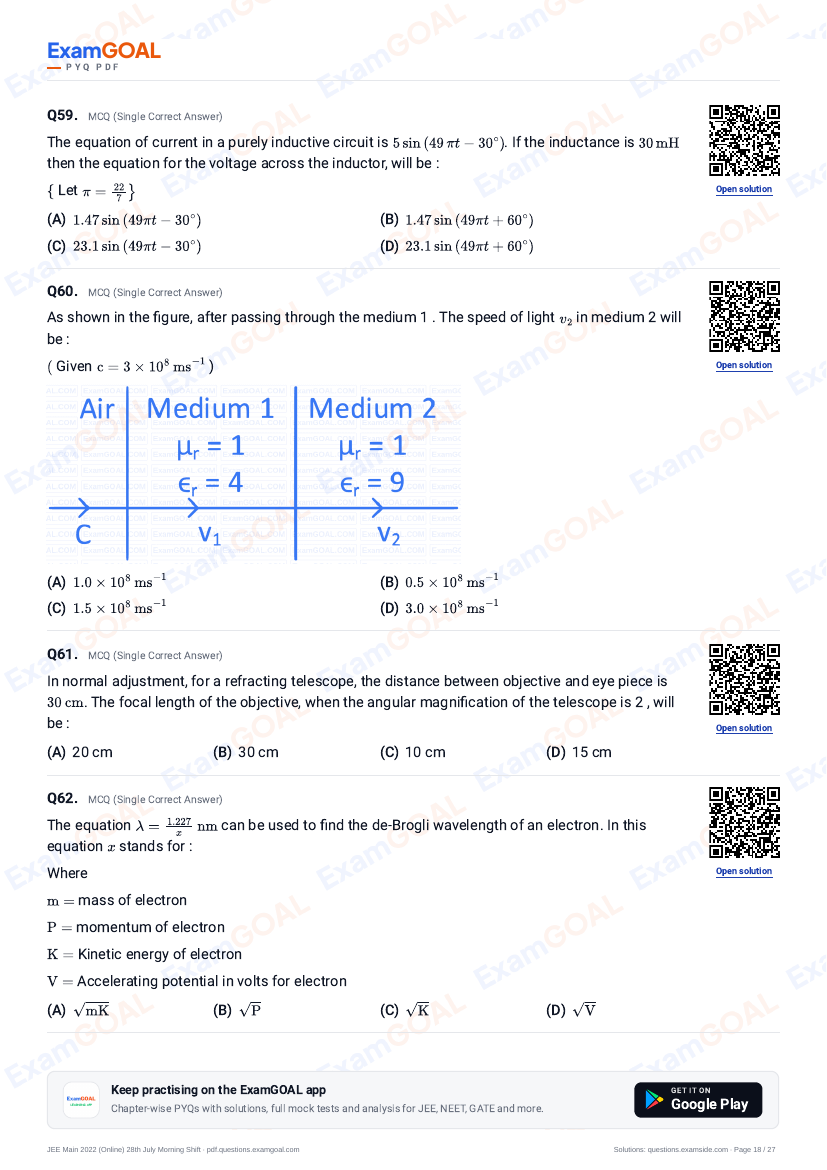 ExamGOAL
PYQ PDF
Q59. MCQ (Single Correct Answer)
The equation of current in a purely inductive circuit is 5 sin (49 πt − 30°). If the inductance is 30 mH
then the equation for the voltage across the inductor, will be :
{ Let π = 22/7 }
(A) 1.47 sin (49πt − 30°) (B) 1.47 sin (49πt + 60°)
(C) 23.1 sin (49πt − 30°) (D) 23.1 sin (49πt + 60°)
Open solution
Q60. MCQ (Single Correct Answer)
As shown in the figure, after passing through the medium 1 . The speed of light v₂ in medium 2 will
be :
( Given c = 3 × 10⁸ ms⁻¹ )
Open solution
Air Medium 1 Medium 2
μr = 1 μr = 1
ϵr = 4 ϵr = 9
C v₁ v₂
(A) 1.0 × 10⁸ ms⁻¹ (B) 0.5 × 10⁸ ms⁻¹
(C) 1.5 × 10⁸ ms⁻¹ (D) 3.0 × 10⁸ ms⁻¹
Q61. MCQ (Single Correct Answer)
In normal adjustment, for a refracting telescope, the distance between objective and eye piece is
30 cm. The focal length of the objective, when the angular magnification of the telescope is 2 , will
be :
Open solution
(A) 20 cm (B) 30 cm (C) 10 cm (D) 15 cm
Q62. MCQ (Single Correct Answer)
The equation λ = 1.227/x nm can be used to find the de-Brogli wavelength of an electron. In this
equation x stands for :
Where
Open solution
m = mass of electron
P = momentum of electron
K = Kinetic energy of electron
V = Accelerating potential in volts for electron
(A) √mK (B) √P (C) √K (D) √V
Keep practising on the ExamGOAL app
Chapter-wise PYQs with solutions, full mock tests and analysis for JEE, NEET, GATE and more.
GET IT ON
Google Play
JEE Main 2022 (Online) 28th July Morning Shift · pdf.questions.examgoal.com Solutions: questions.examside.com · Page 18 / 27